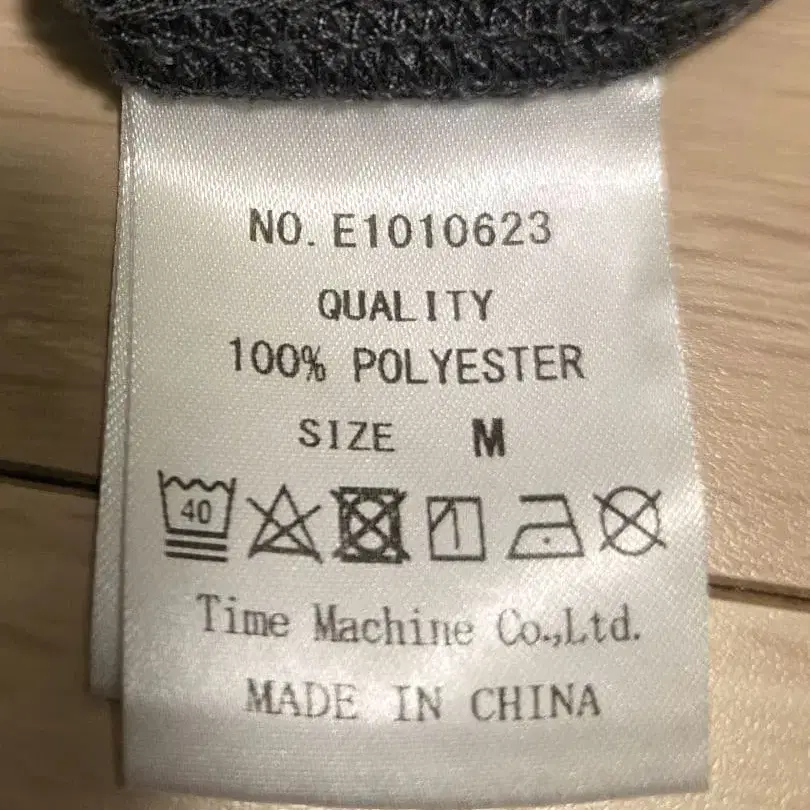 NO. E1010623
QUALITY
100% POLYESTER
SIZE M
40
Time Machine Co.,Ltd.
MADE IN CHINA